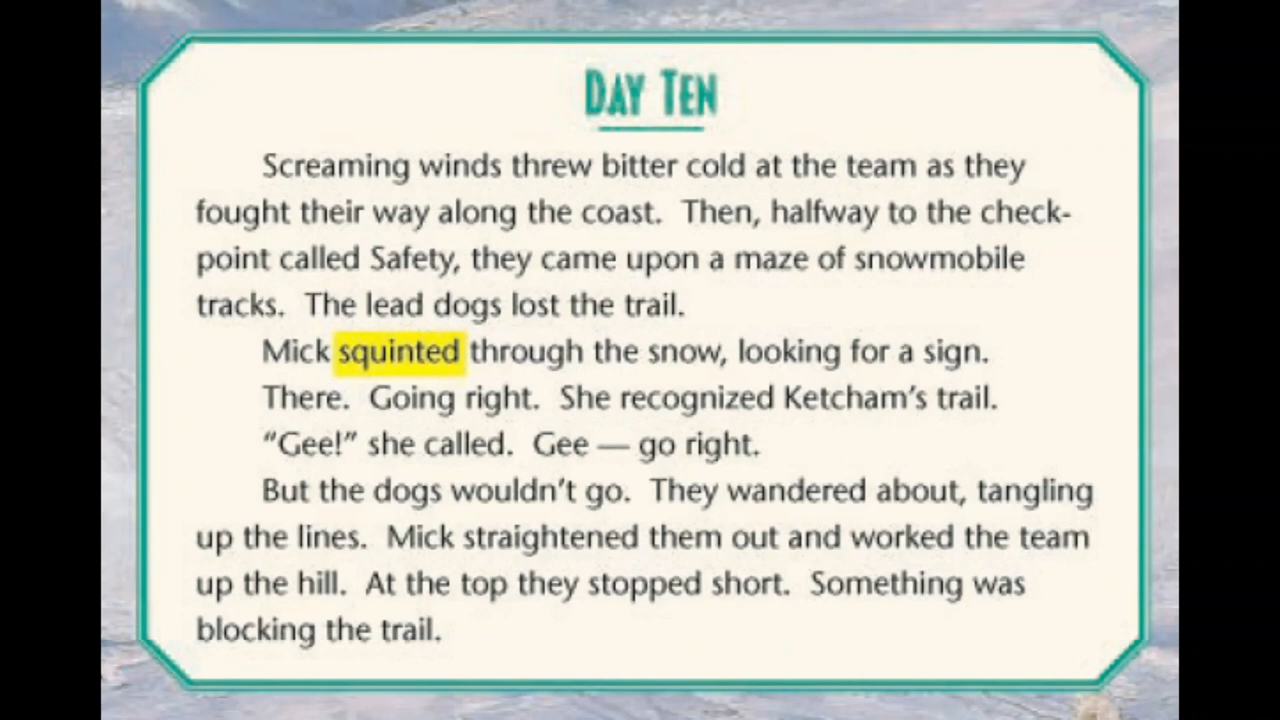 DAY TEN
Screaming winds threw bitter cold at the team as they
fought their way along the coast. Then, halfway to the check-
point called Safety, they came upon a maze of snowmobile
tracks. The lead dogs lost the trail.
Mick squinted through the snow, looking for a sign.
There. Going right. She recognized Ketcham's trail.
"Gee!" she called. Gee — go right.
But the dogs wouldn't go. They wandered about, tangling
up the lines. Mick straightened them out and worked the team
up the hill. At the top they stopped short. Something was
blocking the trail.